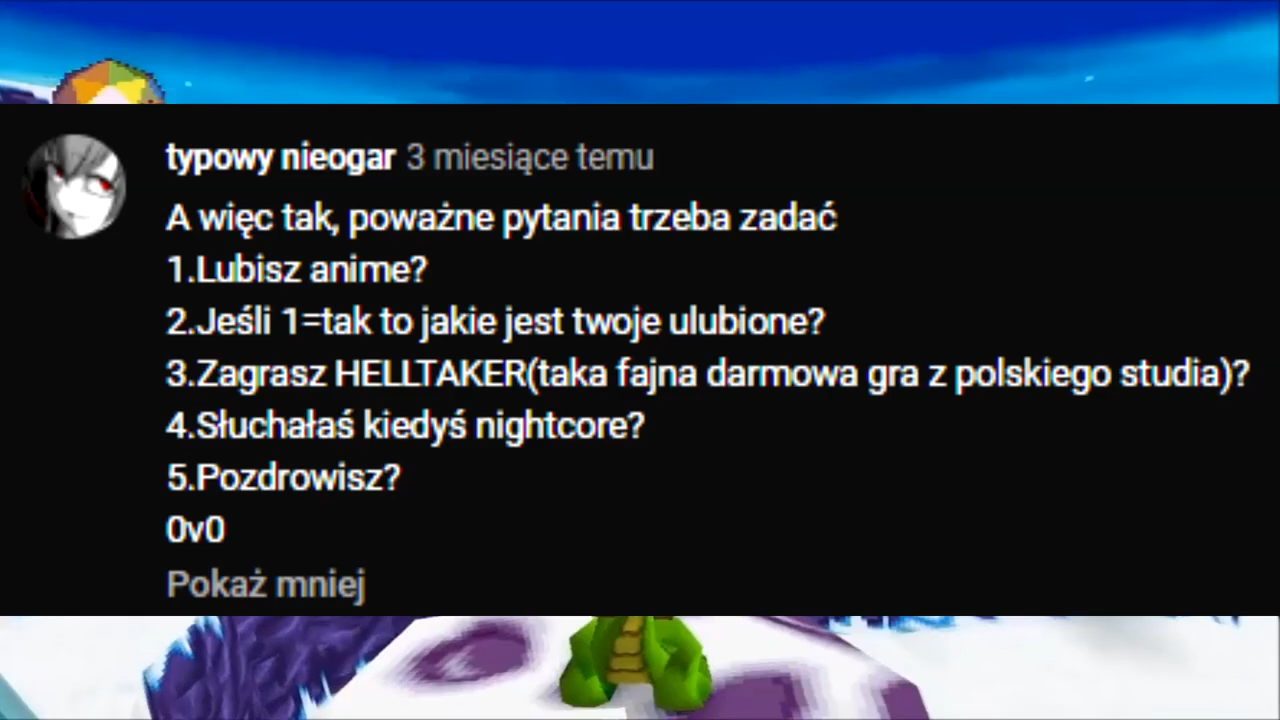 typowy nieogar 3 miesiące temu
A więc tak, poważne pytania trzeba zadać
1.Lubisz anime?
2.Jeśli 1=tak to jakie jest twoje ulubione?
3.Zagrasz HELLTAKER(taka fajna darmowa gra z polskiego studia)?
4.Słuchałaś kiedyś nightcore?
5.Pozdrowisz?
0v0
Pokaż mniej